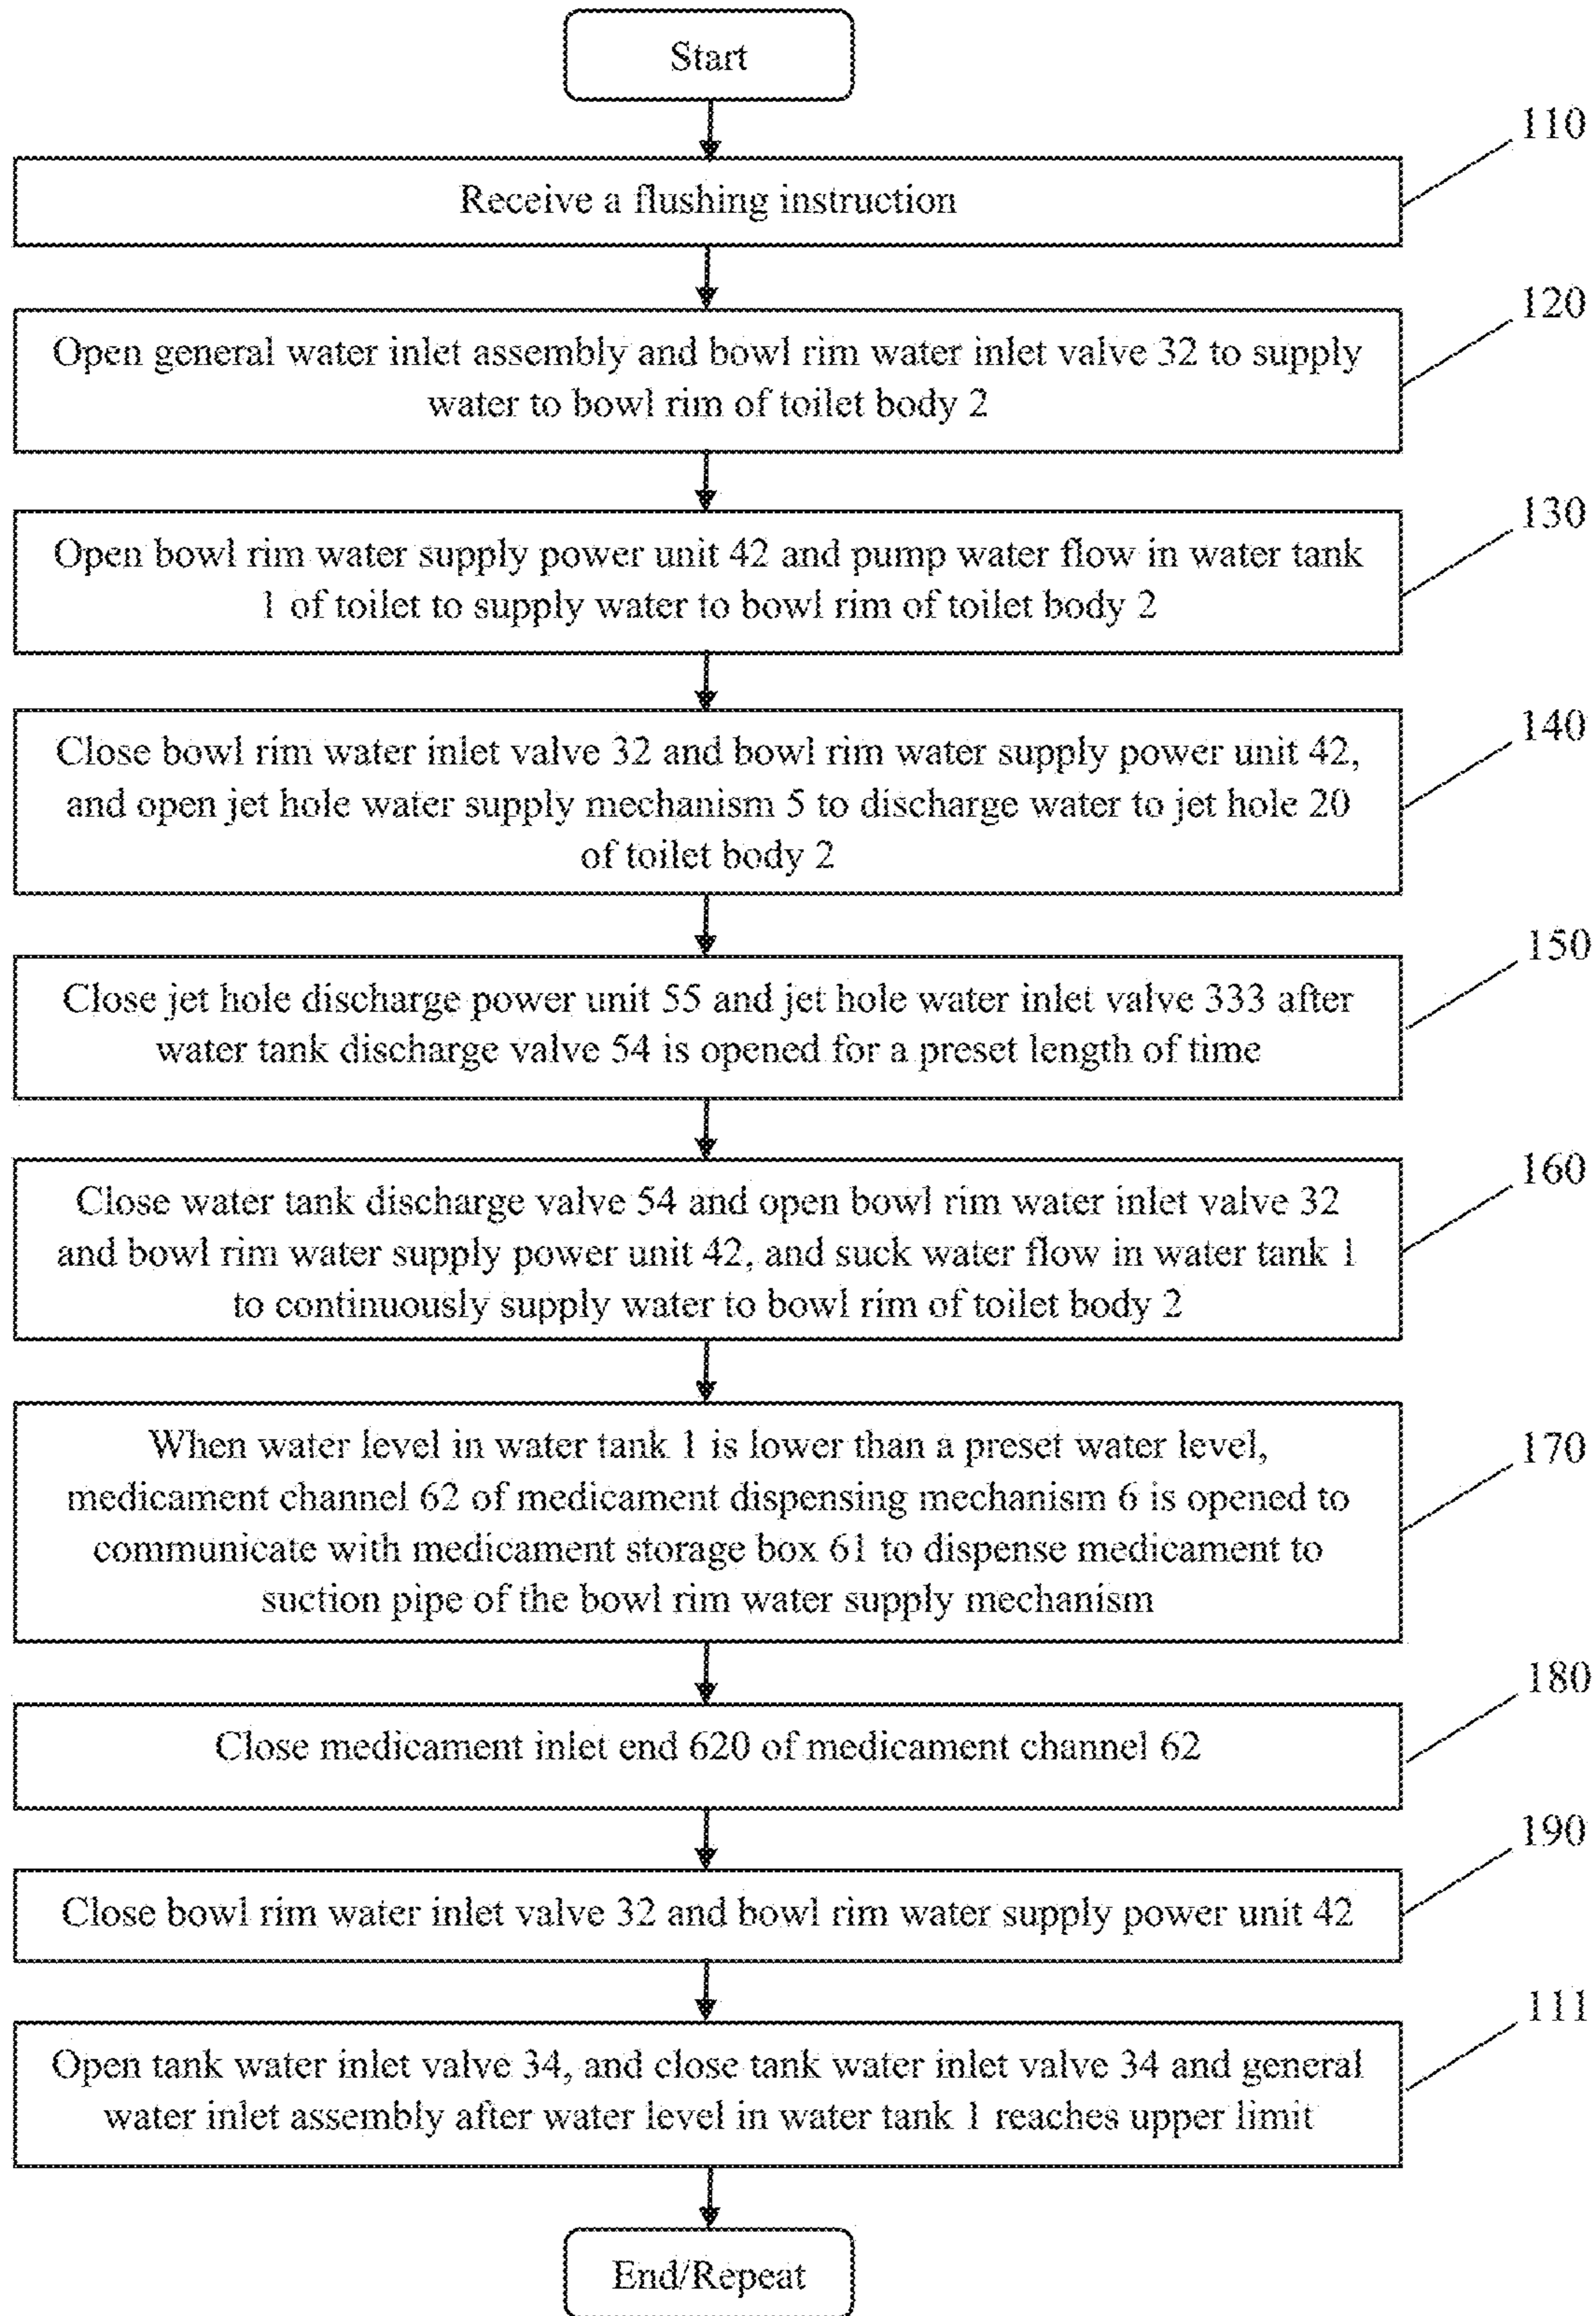 Start
110
Receive a flushing instruction
120
Open general water inlet assembly and bowl rim water inlet valve 32 to supply
water to bowl rim of toilet body 2
130
Open bowl rim water supply power unit 42 and pump water flow in water tank
1 of toilet to supply water to bowl rim of toilet body 2
140
Close bowl rim water inlet valve 32 and bowl rim water supply power unit 42,
and open jet hole water supply mechanism 5 to discharge water to jet hole 20
of toilet body 2
150
Close jet hole discharge power unit 55 and jet hole water inlet valve 333 after
water tank discharge valve 54 is opened for a preset length of time
160
Close water tank discharge valve 54 and open bowl rim water inlet valve 32
and bowl rim water supply power unit 42, and suck water flow in water tank 1
to continuously supply water to bowl rim of toilet body 2
170
When water level in water tank 1 is lower than a preset water level,
medicament channel 62 of medicament dispensing mechanism 6 is opened to
communicate with medicament storage box 61 to dispense medicament to
suction pipe of the bowl rim water supply mechanism
180
Close medicament inlet end 620 of medicament channel 62
190
Close bowl rim water inlet valve 32 and bowl rim water supply power unit 42
111
Open tank water inlet valve 34, and close tank water inlet valve 34 and general
water inlet assembly after water level in water tank 1 reaches upper limit
End/Repeat